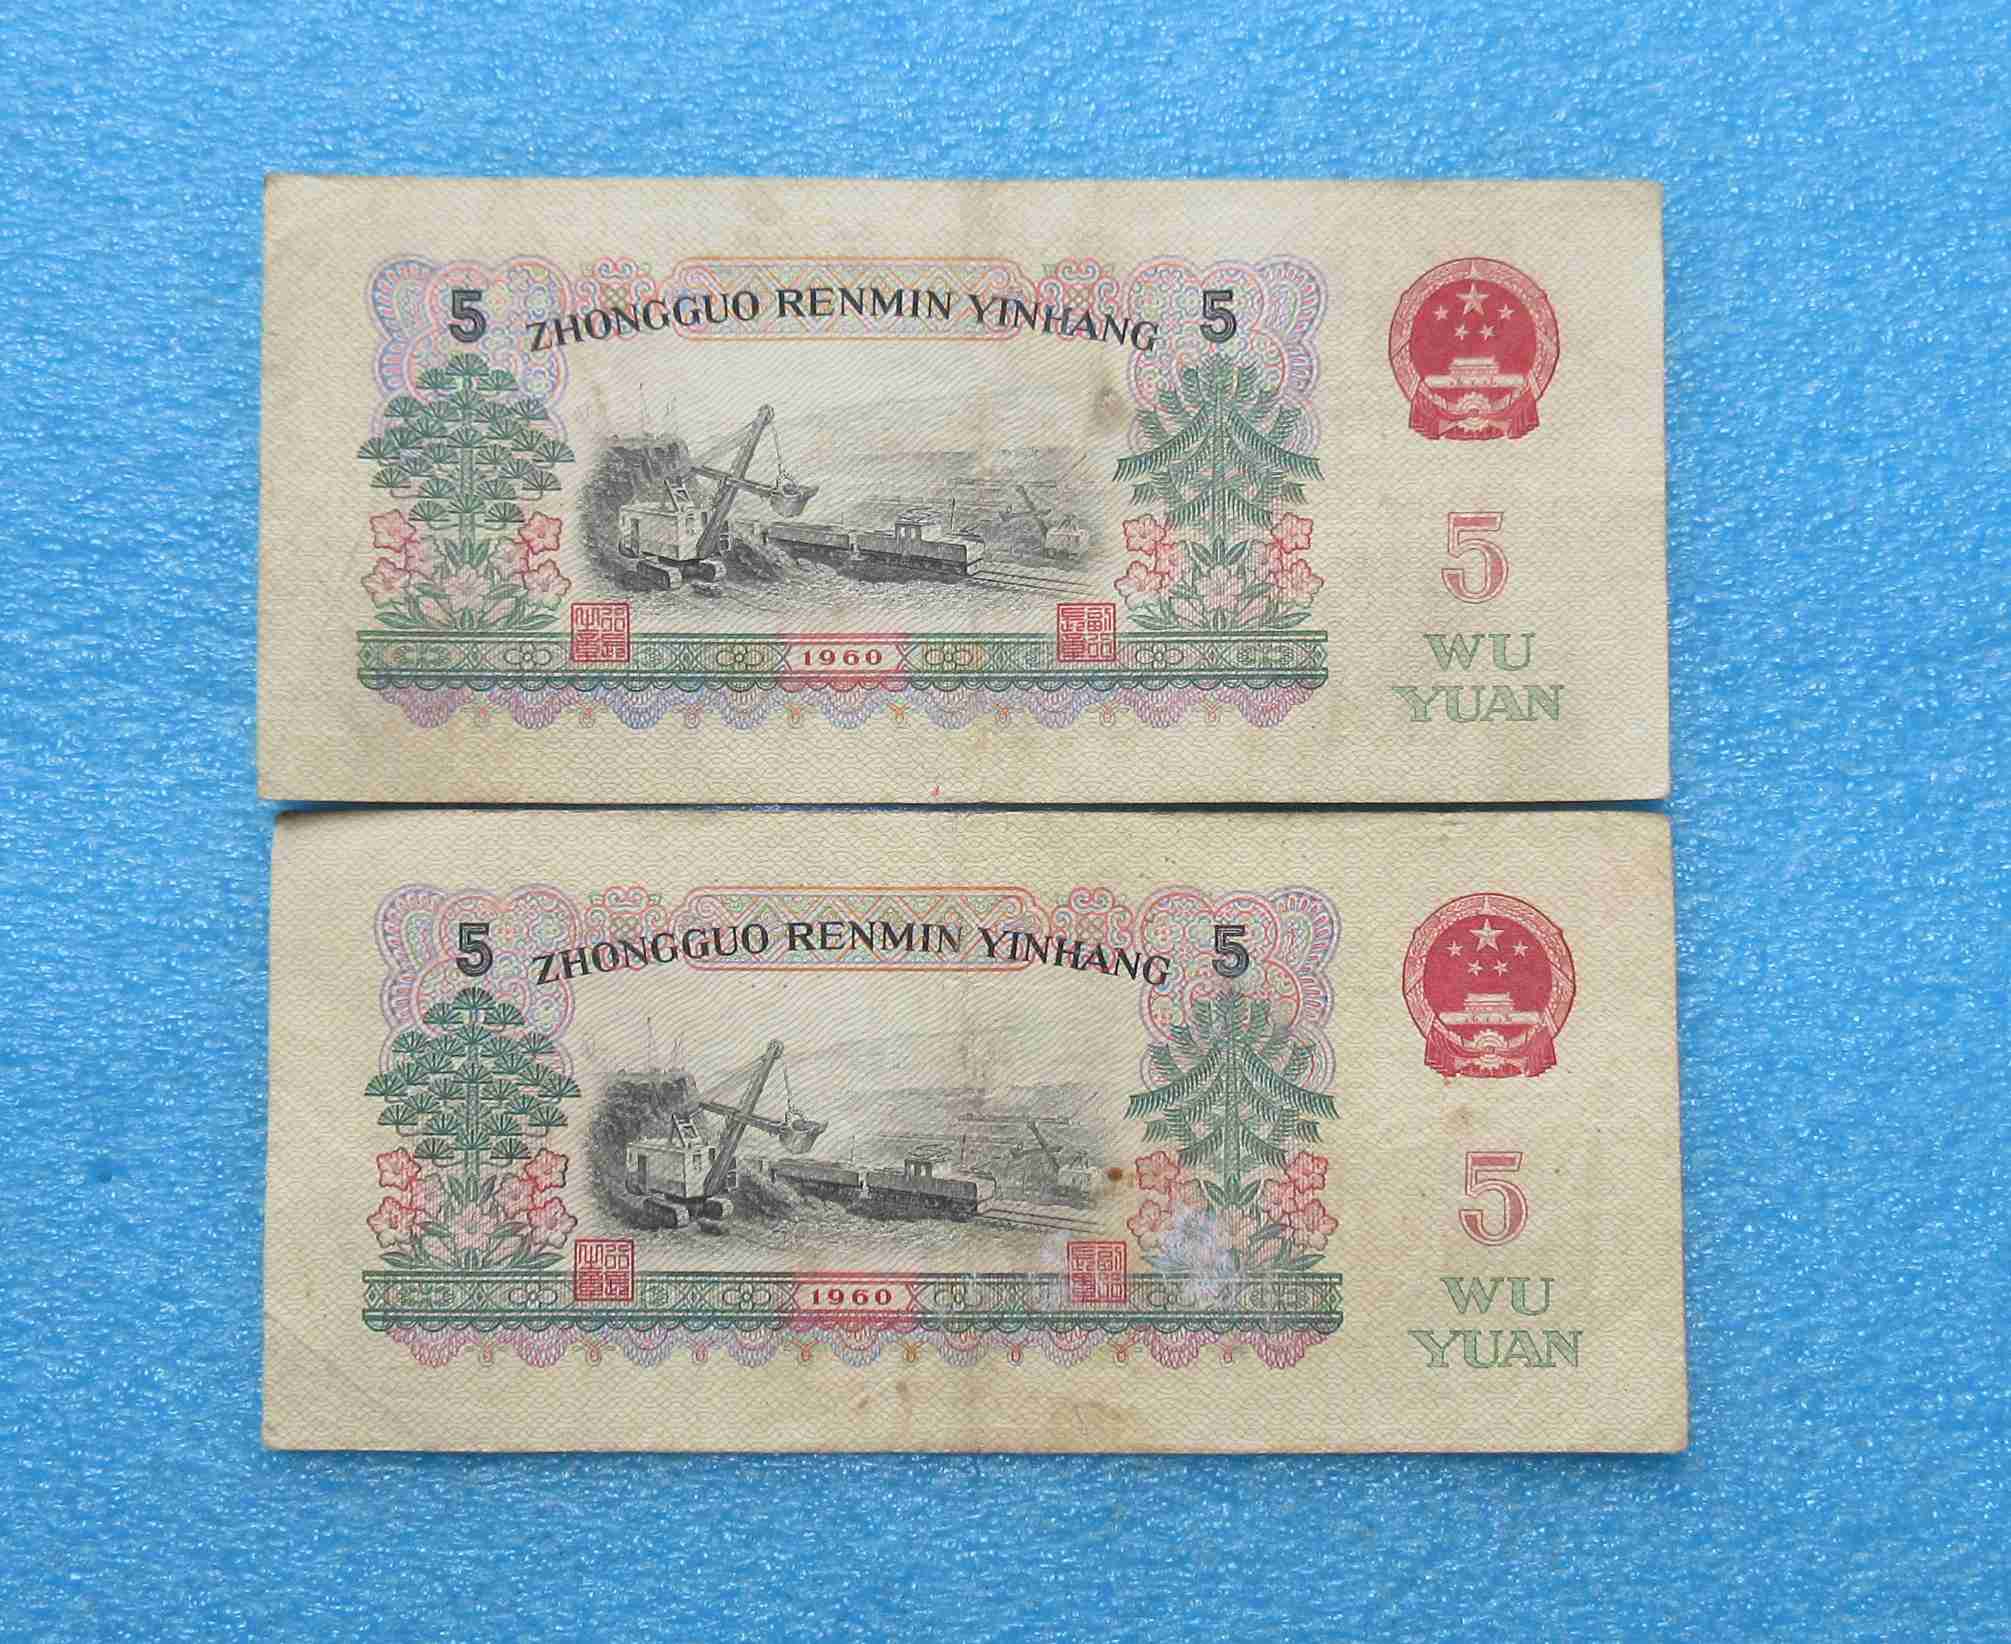 5 ZHONGGUO RENMIN YINHANG 5
5
1960
WU
YUAN
5 ZHONGGUO RENMIN YINHANG 5
5
1960
WU
YUAN